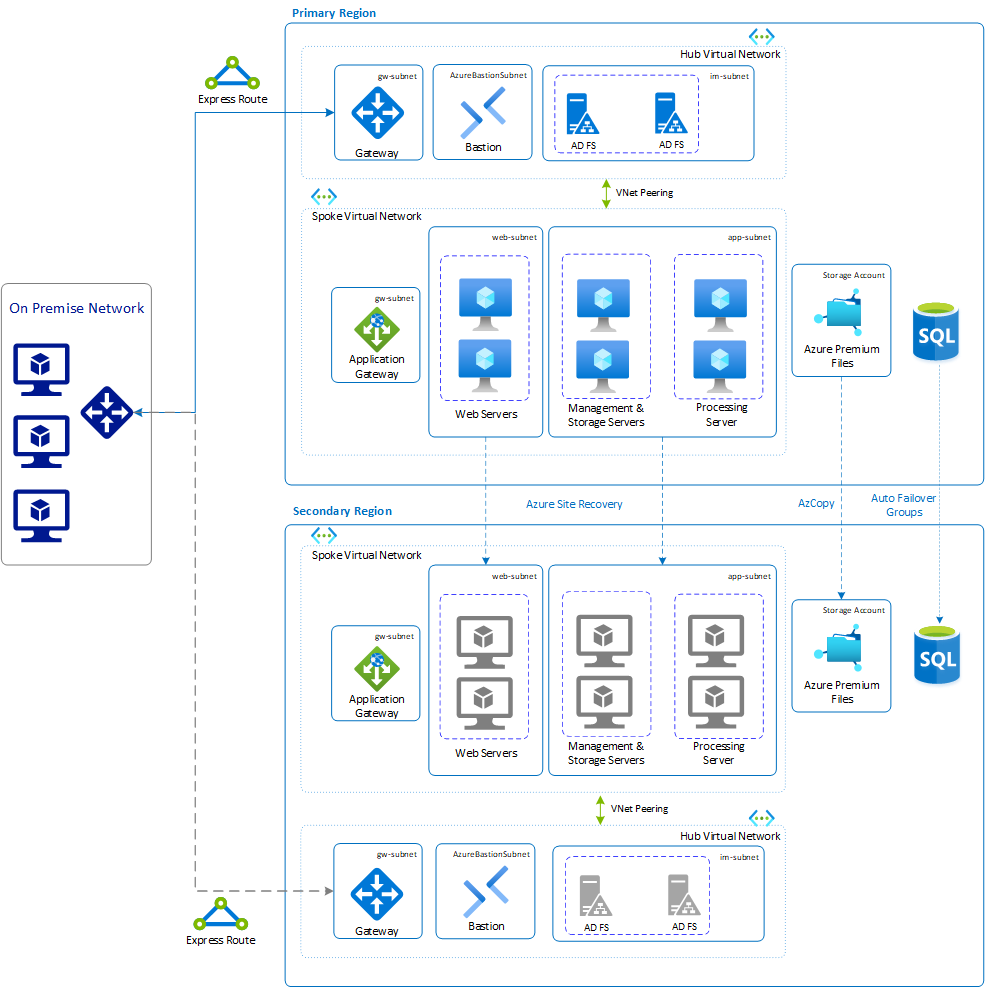 Primary Region
Hub Virtual Network
gw-subnet
Gateway
AzureBastionSubnet
Bastion
im-subnet
AD FS
AD FS
Express Route
VNet Peering
Spoke Virtual Network
gw-subnet
Application
Gateway
web-subnet
Web Servers
app-subnet
Management &
Storage Servers
Processing
Server
Storage Account
Azure Premium
Files
SQL
On Premise Network
Azure Site Recovery
AzCopy
Auto Failover
Groups
Secondary Region
Spoke Virtual Network
gw-subnet
Application
Gateway
web-subnet
Web Servers
app-subnet
Management &
Storage Servers
Processing
Server
Storage Account
Azure Premium
Files
SQL
VNet Peering
Hub Virtual Network
gw-subnet
Gateway
AzureBastionSubnet
Bastion
im-subnet
AD FS
AD FS
Express Route